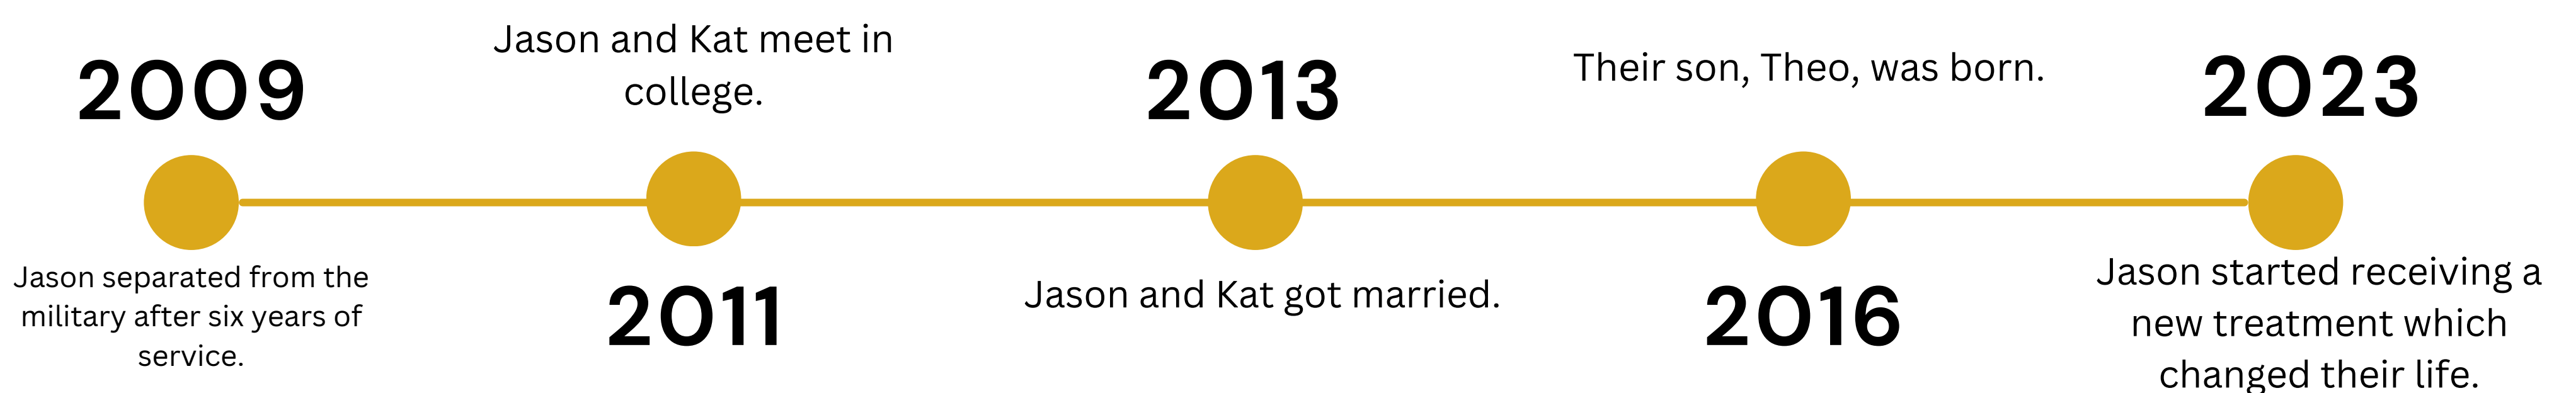 2009
Jason separated from the
military after six years of
service.
Jason and Kat meet in
college.
2011
2013
Jason and Kat got married.
Their son, Theo, was born.
2016
2023
Jason started receiving a
new treatment which
changed their life.